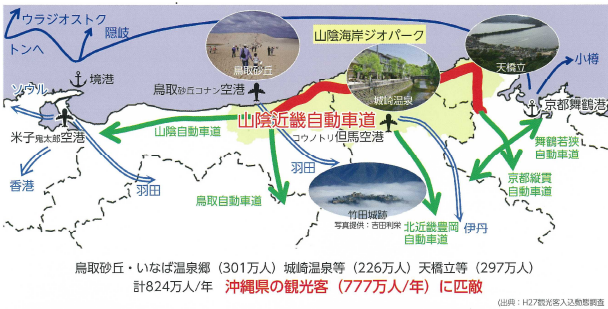 ウラジオストク
トンへ
隠岐
山陰海岸ジオパーク
鳥取砂丘
天橋立
小樽
ソウル
境港
鳥取砂丘コナン空港
城崎温泉
京都舞鶴港
山陰近畿自動車道
米子鬼太郎空港
山陰自動車道
コウノトリ但馬空港
舞鶴若狭
自動車道
香港
羽田
羽田
京都縦貫
自動車道
鳥取自動車道
竹田城跡
写真提供：吉田利栄
北近畿豊岡
自動車道
伊丹
鳥取砂丘・いなば温泉郷（301万人）城崎温泉等（226万人）天橋立等（297万人）
計824万人/年　沖縄県の観光客（777万人/年）に匹敵
（出典：H27観光客入込動態調査